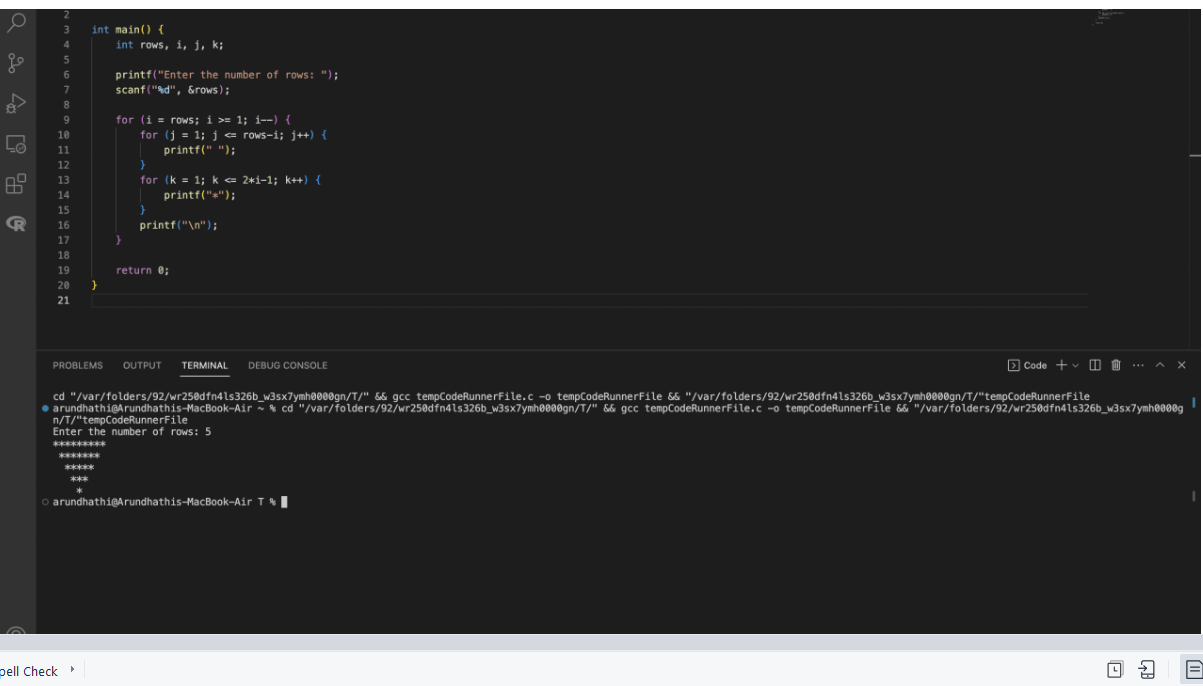 2
3 int main() {
4 int rows, i, j, k;
5
6 printf("Enter the number of rows: ");
7 scanf("%d", &rows);
8
9 for (i = rows; i >= 1; i--) {
10 for (j = 1; j <= rows-i; j++) {
11 printf(" ");
12 }
13 for (k = 1; k <= 2*i-1; k++) {
14 printf("*");
15 }
16 printf("\n");
17 }
18
19 return 0;
20 }
21
PROBLEMS OUTPUT TERMINAL DEBUG CONSOLE Code
cd "/var/folders/92/wr250dfn4ls326b_w3sx7ymh0000gn/T/" && gcc tempCodeRunnerFile.c -o tempCodeRunnerFile && "/var/folders/92/wr250dfn4ls326b_w3sx7ymh0000gn/T/"tempCodeRunnerFile
arundhathi@Arundhathis-MacBook-Air ~ % cd "/var/folders/92/wr250dfn4ls326b_w3sx7ymh0000gn/T/" && gcc tempCodeRunnerFile.c -o tempCodeRunnerFile && "/var/folders/92/wr250dfn4ls326b_w3sx7ymh0000g
n/T/"tempCodeRunnerFile
Enter the number of rows: 5
*********
 *******
  *****
   ***
    *
arundhathi@Arundhathis-MacBook-Air T %
pell Check